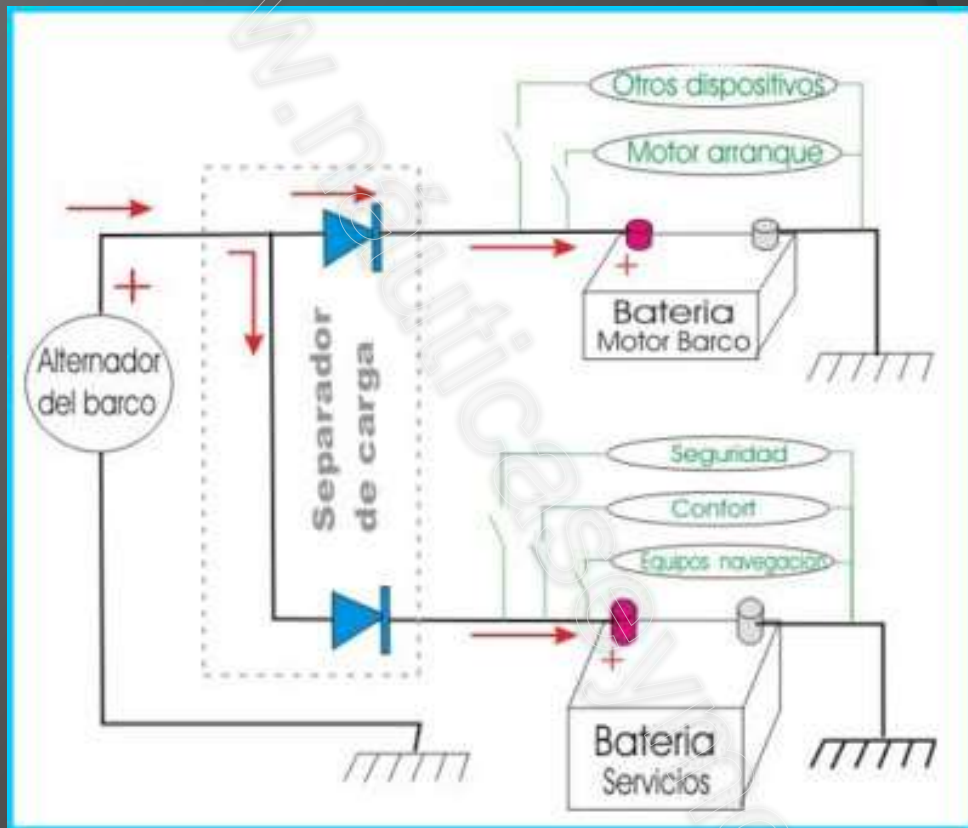 Otros dispositivos
Motor arranque
+
+
Bateria
Motor Barco
Alternador
del barco
Separador
de carga
Seguridad
Confort
Equipos navegacion
+
Bateria
Servicios